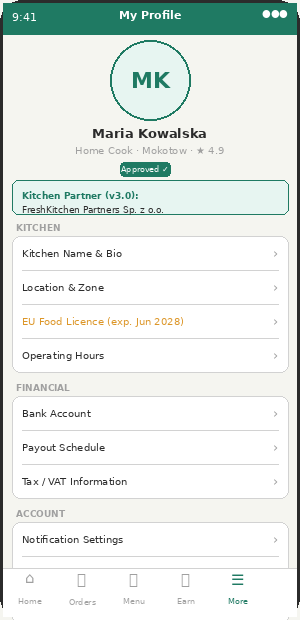 9:41
My Profile
MK
Maria Kowalska
Home Cook · Mokotow · ★ 4.9
Approved ✓
Kitchen Partner (v3.0):
FreshKitchen Partners Sp. z o.o.
KITCHEN
Kitchen Name & Bio ›
Location & Zone ›
EU Food Licence (exp. Jun 2028) ›
Operating Hours ›
FINANCIAL
Bank Account ›
Payout Schedule ›
Tax / VAT Information ›
ACCOUNT
Notification Settings ›
Home Orders Menu Earn More